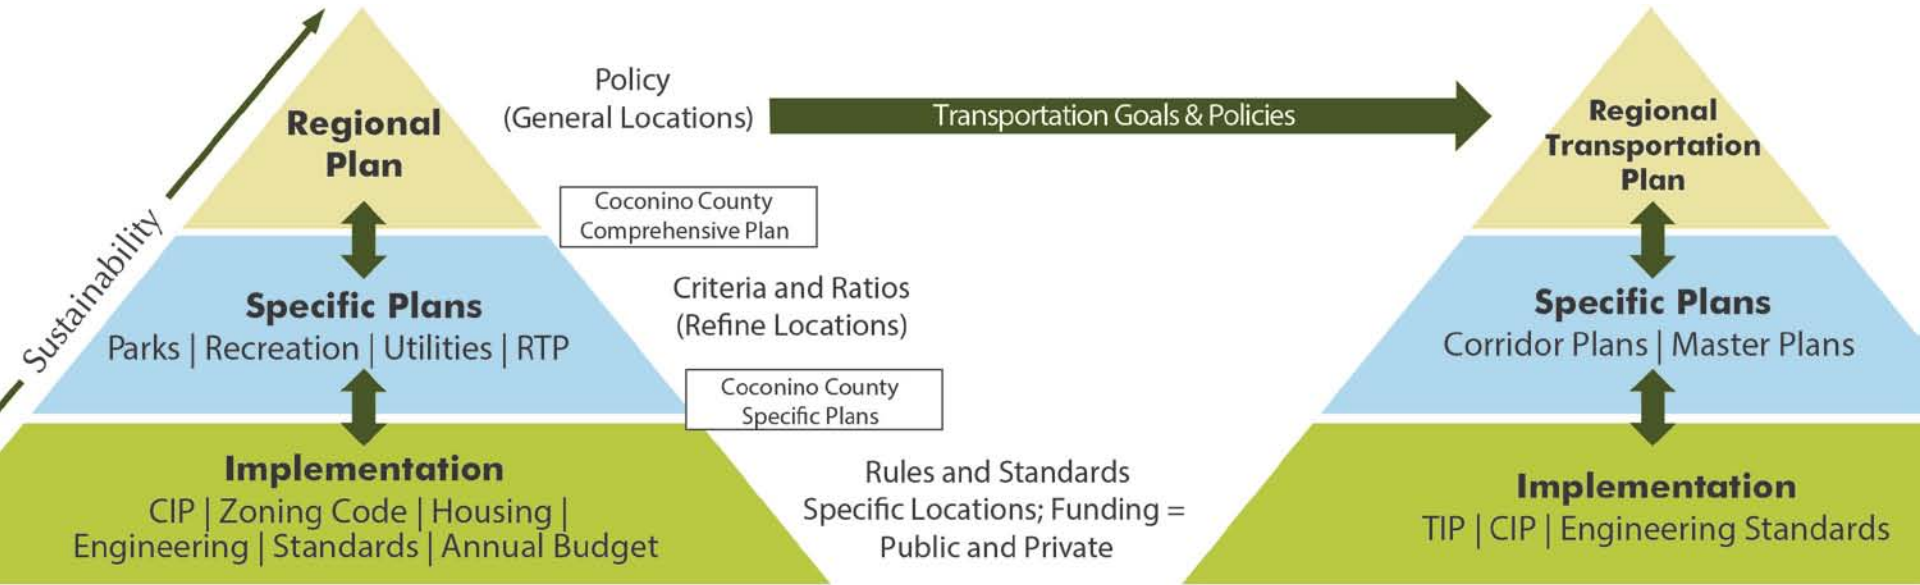 Sustainability
Regional
Plan
Specific Plans
Parks | Recreation | Utilities | RTP
Implementation
CIP | Zoning Code | Housing |
Engineering | Standards | Annual Budget
Policy
(General Locations)
Transportation Goals & Policies
Coconino County
Comprehensive Plan
Criteria and Ratios
(Refine Locations)
Coconino County
Specific Plans
Rules and Standards
Specific Locations; Funding =
Public and Private
Regional
Transportation
Plan
Specific Plans
Corridor Plans | Master Plans
Implementation
TIP | CIP | Engineering Standards